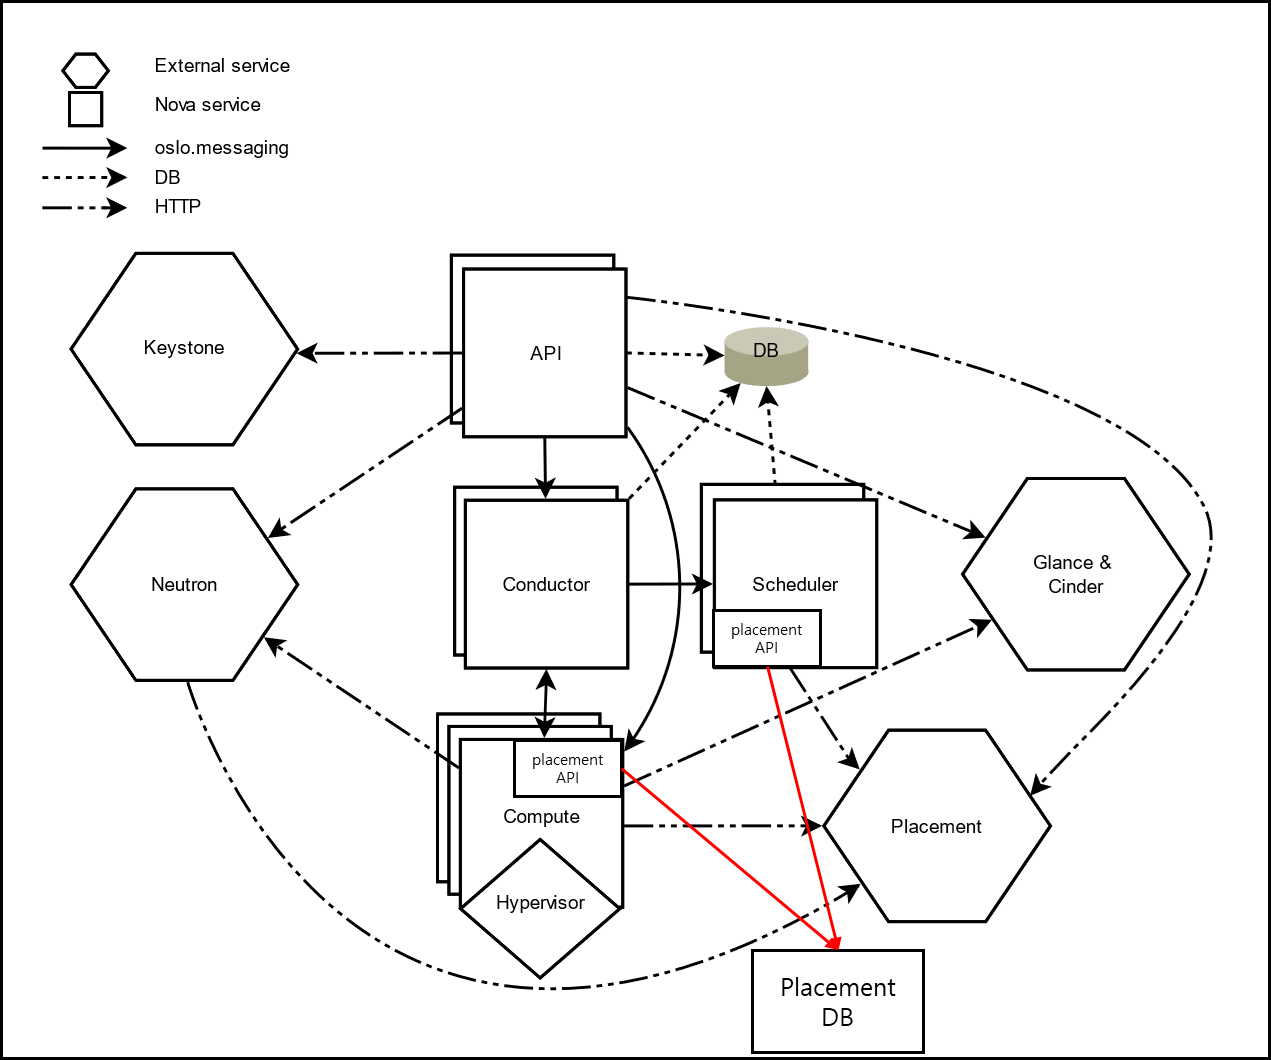 External service
Nova service
oslo.messaging
DB
HTTP
Keystone
API
DB
Neutron
Conductor
Scheduler
placement
API
Glance &
Cinder
placement
API
Compute
Hypervisor
Placement
Placement
DB